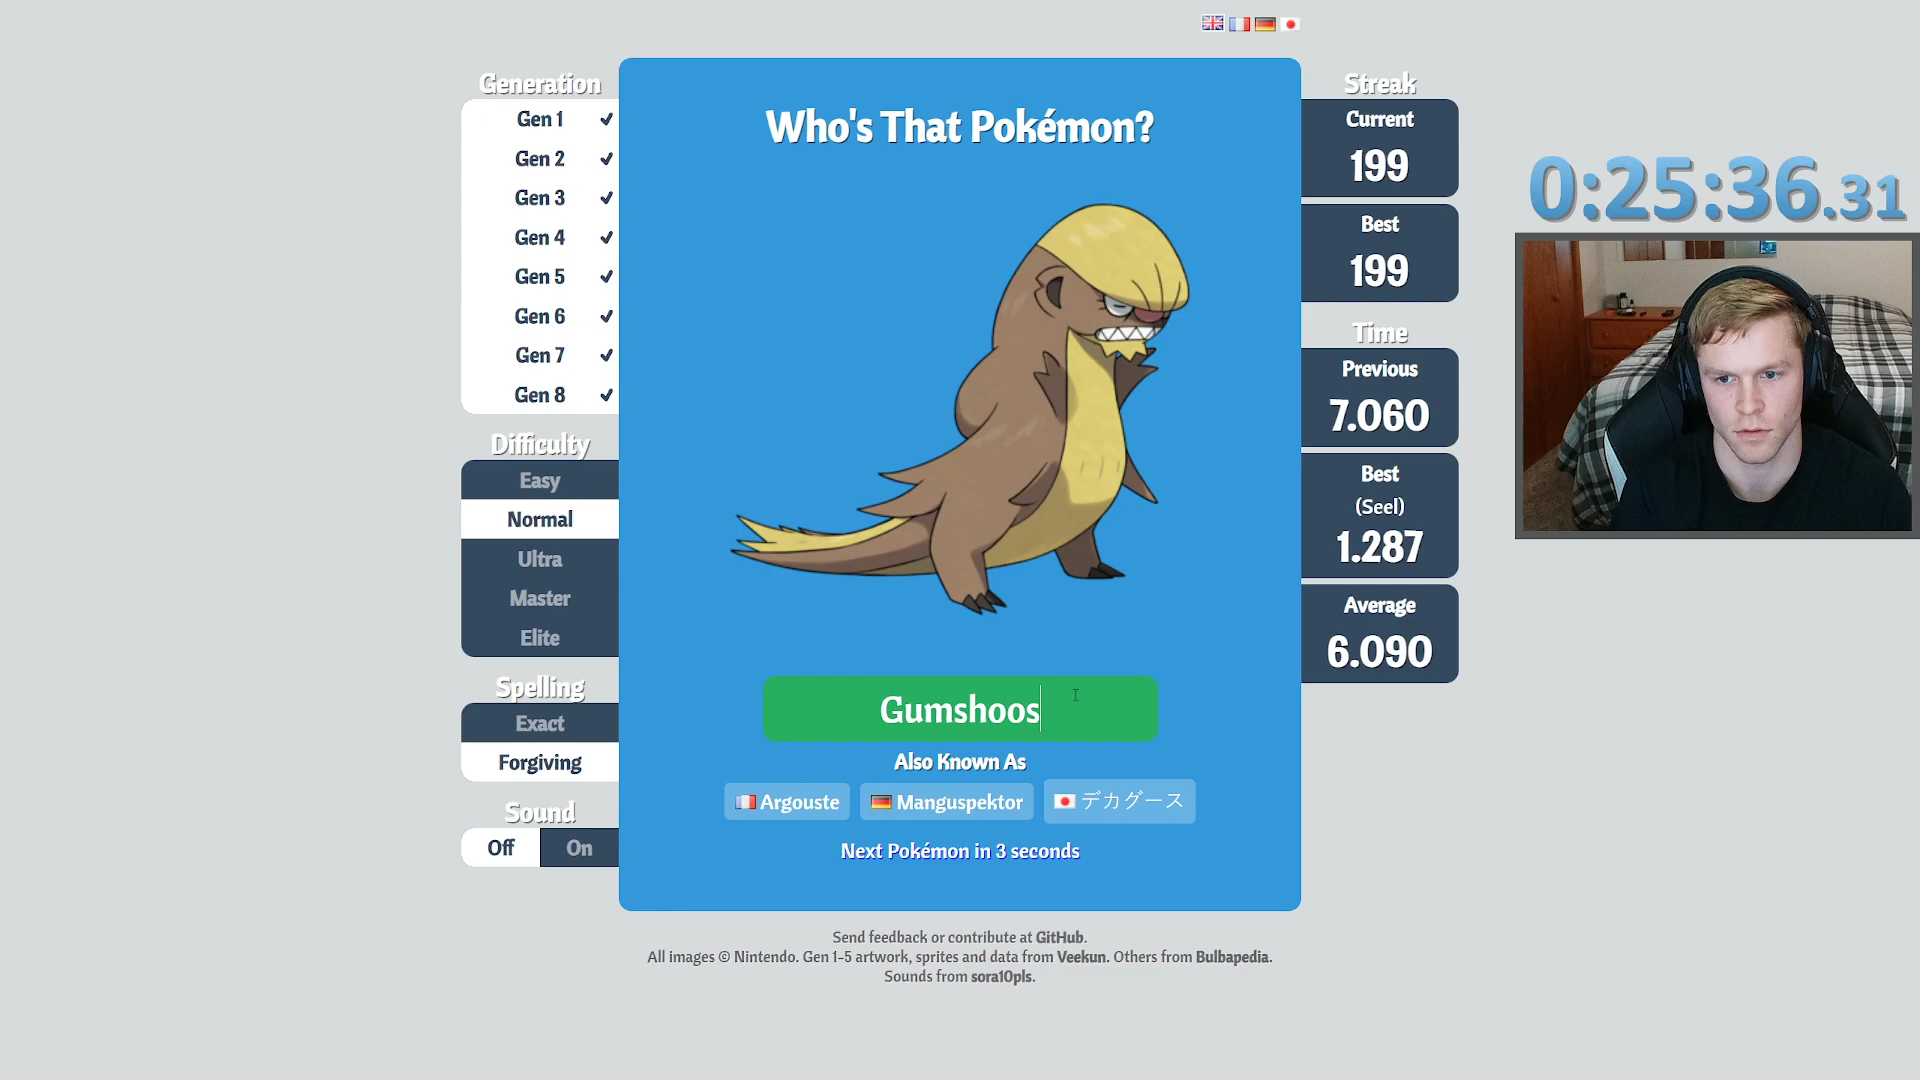 Generation
Gen 1
Gen 2
Gen 3
Gen 4
Gen 5
Gen 6
Gen 7
Gen 8
Difficulty
Easy
Normal
Ultra
Master
Elite
Spelling
Exact
Forgiving
Sound
Off On
Who's That Pokémon?
Gumshoos
Also Known As
Argouste Manguspektor デカグース
Next Pokémon in 3 seconds
Streak
Current
199
Best
199
Time
Previous
7.060
Best
(Seel)
1.287
Average
6.090
0:25:36.31
Send feedback or contribute at GitHub.
All images © Nintendo. Gen 1-5 artwork, sprites and data from Veekun. Others from Bulbapedia.
Sounds from sora10pls.